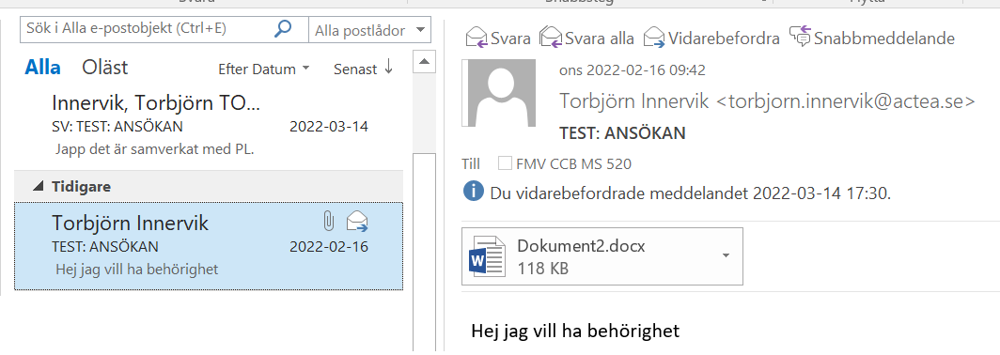 Sök i Alla e-postobjekt (Ctrl+E)
Alla postlådor
Alla Oläst
Efter Datum
Senast
Innervik, Torbjörn TO...
SV: TEST: ANSÖKAN
2022-03-14
Japp det är samverkat med PL.
Tidigare
Torbjörn Innervik
TEST: ANSÖKAN
2022-02-16
Hej jag vill ha behörighet
Svara
Svara alla
Vidarebefordra
Snabbmeddelande
ons 2022-02-16 09:42
Torbjörn Innervik <torbjorn.innervik@actea.se>
TEST: ANSÖKAN
Till FMV CCB MS 520
Du vidarebefordrade meddelandet 2022-03-14 17:30.
Dokument2.docx
118 KB
Hej jag vill ha behörighet